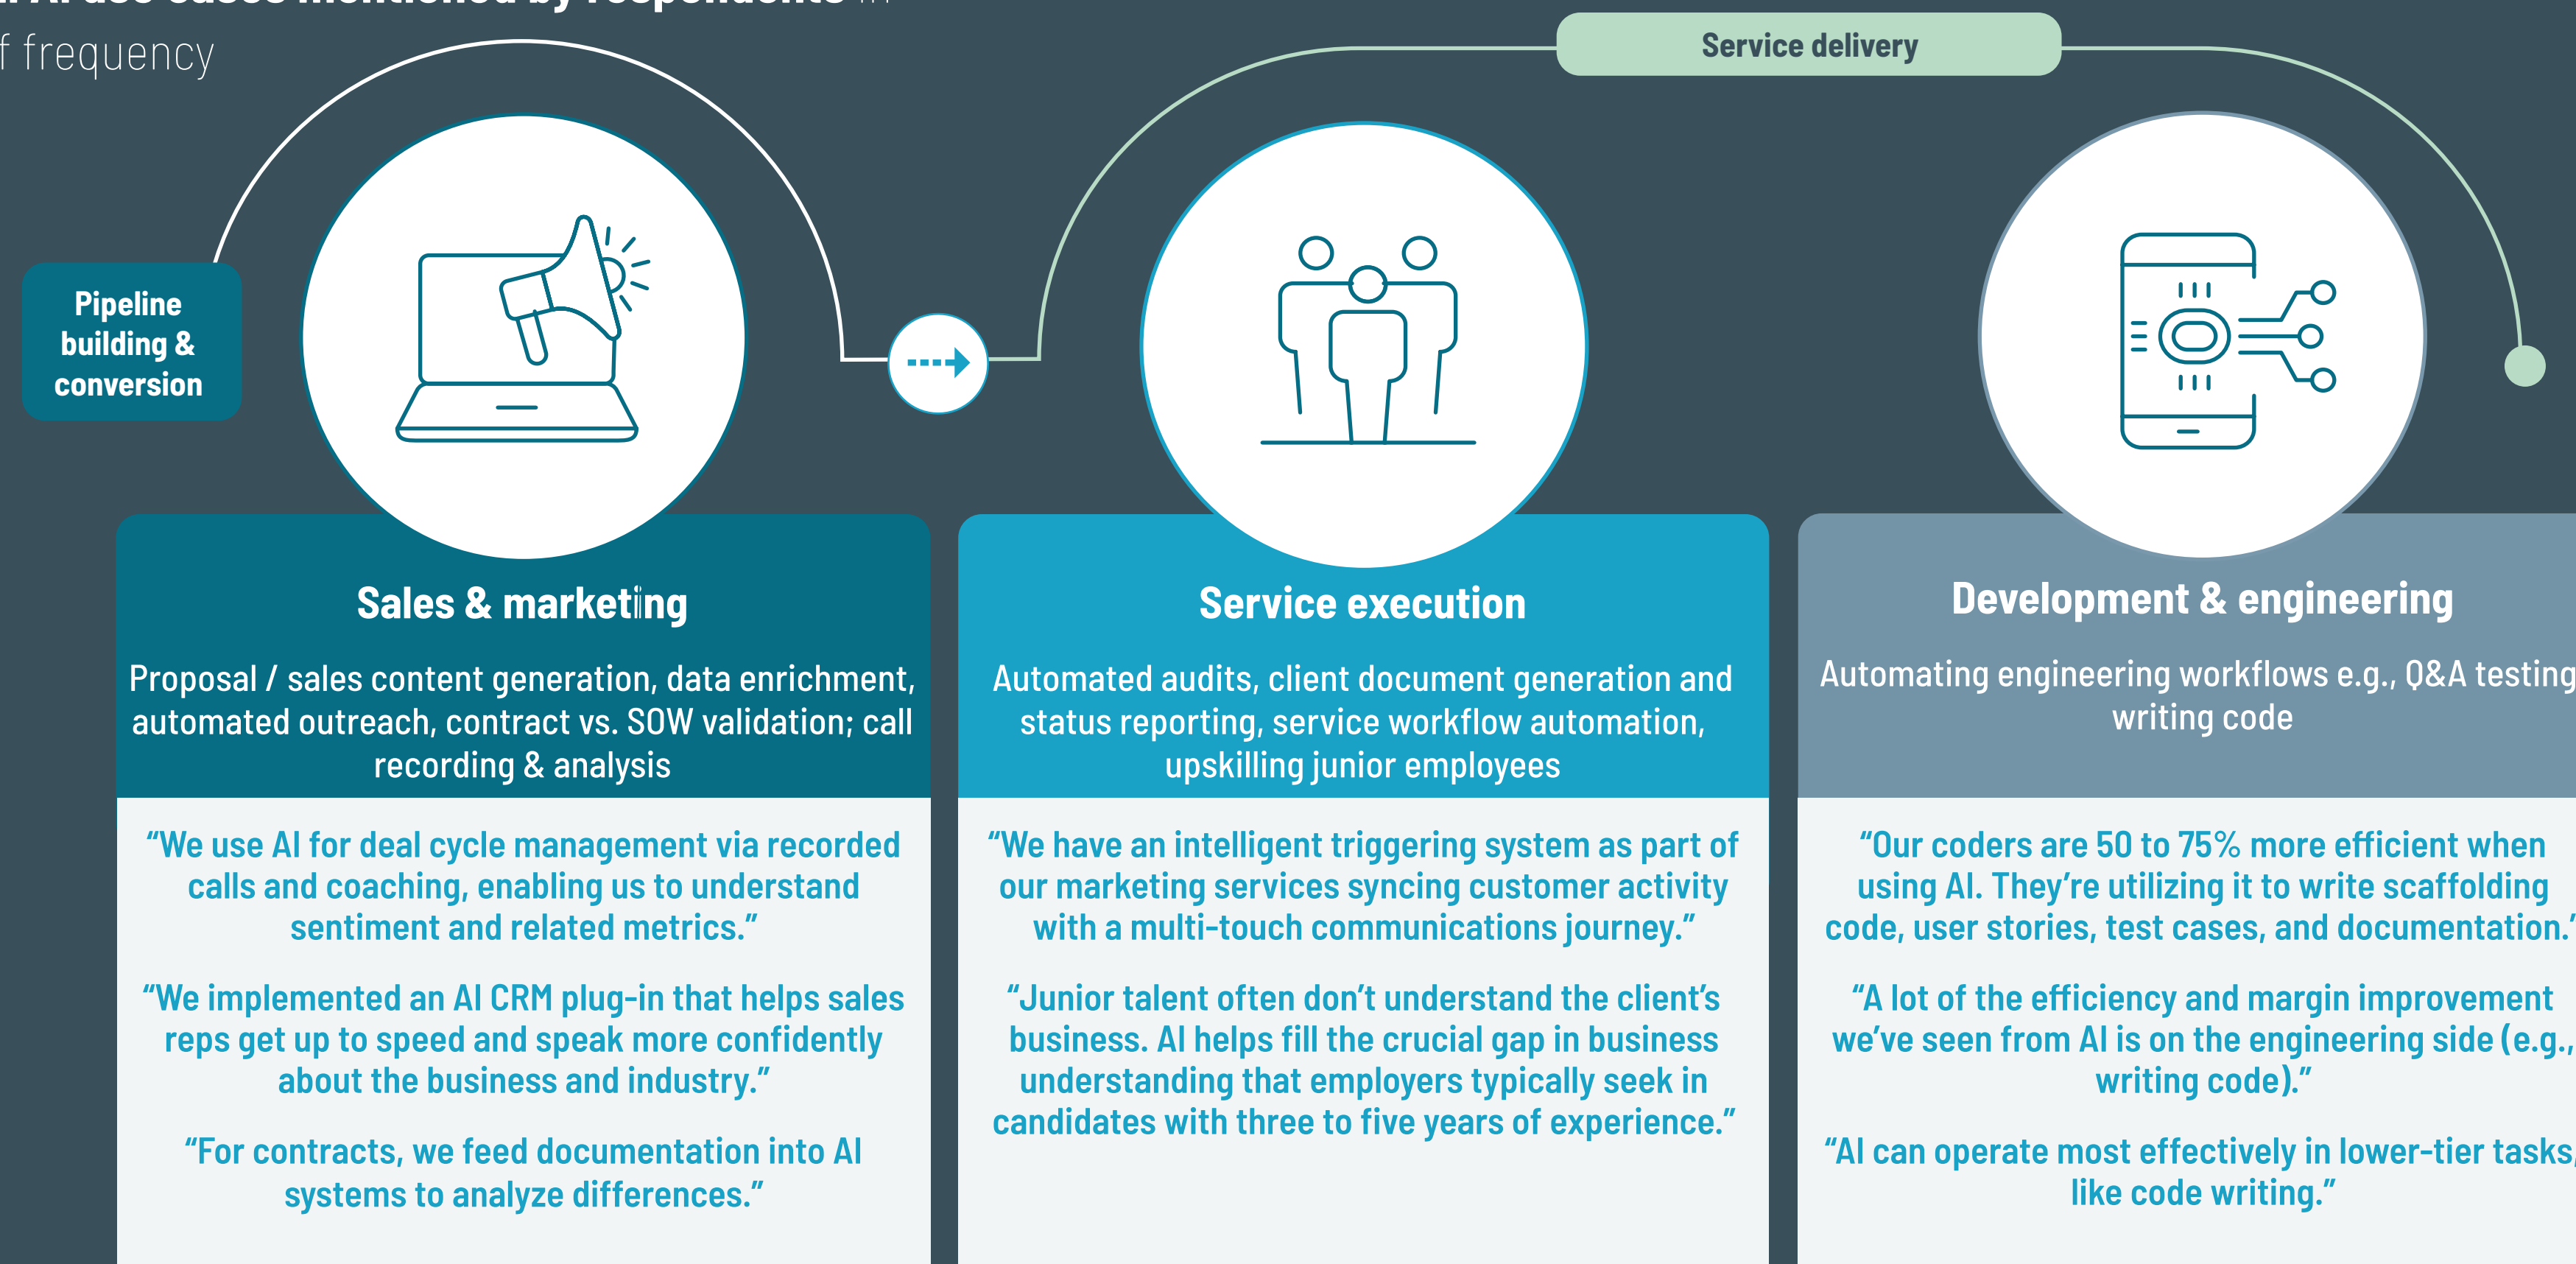 AI use cases mentioned by respondents in
f frequency
Service delivery
Pipeline
building &
conversion
Sales & marketing
Proposal / sales content generation, data enrichment,
automated outreach, contract vs. SOW validation; call
recording & analysis
“We use AI for deal cycle management via recorded
calls and coaching, enabling us to understand
sentiment and related metrics.”
“We implemented an AI CRM plug-in that helps sales
reps get up to speed and speak more confidently
about the business and industry.”
“For contracts, we feed documentation into AI
systems to analyze differences.”
Service execution
Automated audits, client document generation and
status reporting, service workflow automation,
upskilling junior employees
“We have an intelligent triggering system as part of
our marketing services syncing customer activity
with a multi-touch communications journey.”
“Junior talent often don’t understand the client’s
business. AI helps fill the crucial gap in business
understanding that employers typically seek in
candidates with three to five years of experience.”
Development & engineering
Automating engineering workflows e.g., Q&A testing
writing code
“Our coders are 50 to 75% more efficient when
using AI. They’re utilizing it to write scaffolding
code, user stories, test cases, and documentation.”
“A lot of the efficiency and margin improvement
we’ve seen from AI is on the engineering side (e.g.,
writing code).”
“AI can operate most effectively in lower-tier tasks,
like code writing.”